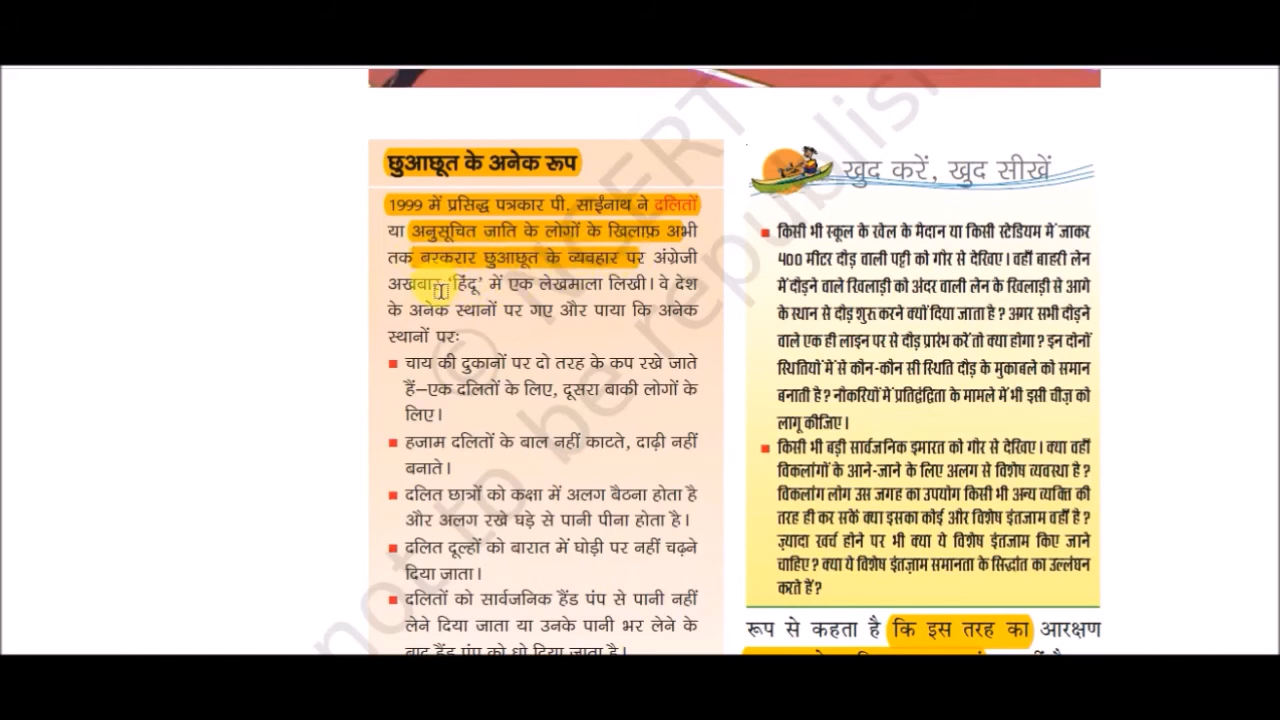 छुआछूत के अनेक रूप
1999 में प्रसिद्ध पत्रकार पी. साईंनाथ ने दलितों
या अनुसूचित जाति के लोगों के खिलाफ़ अभी
तक बरकरार छुआछूत के व्यवहार पर अंग्रेजी
अखबार 'हिंदू' में एक लेखमाला लिखी। वे देश
के अनेक स्थानों पर गए और पाया कि अनेक
स्थानों परः
■ चाय की दुकानों पर दो तरह के कप रखे जाते
हैं–एक दलितों के लिए, दूसरा बाकी लोगों के
लिए।
■ हजाम दलितों के बाल नहीं काटते, दाढ़ी नहीं
बनाते।
■ दलित छात्रों को कक्षा में अलग बैठना होता है
और अलग रखे घड़े से पानी पीना होता है।
■ दलित दूल्हों को बारात में घोड़ी पर नहीं चढ़ने
दिया जाता।
■ दलितों को सार्वजनिक हैंड पंप से पानी नहीं
लेने दिया जाता या उनके पानी भर लेने के
बाद हैंड पंप को धो दिया जाता है।
खुद करें, खुद सीखें
■ किसी भी स्कूल के खेल के मैदान या किसी स्टेडियम में जाकर
400 मीटर दौड़ वाली पट्टी को गौर से देखिए। वहाँ बाहरी लेन
में दौड़ने वाले खिलाड़ी को अंदर वाली लेन के खिलाड़ी से आगे
के स्थान से दौड़ शुरू करने क्यों दिया जाता है? अगर सभी दौड़ने
वाले एक ही लाइन पर से दौड़ प्रारंभ करें तो क्या होगा? इन दोनों
स्थितियों में से कौन-कौन सी स्थिति दौड़ के मुकाबले को समान
बनाती है? नौकरियों में प्रतिद्वंद्विता के मामले में भी इसी चीज़ को
लागू कीजिए।
■ किसी भी बड़ी सार्वजनिक इमारत को गौर से देखिए। क्या वहाँ
विकलांगों के आने-जाने के लिए अलग से विशेष व्यवस्था है?
विकलांग लोग उस जगह का उपयोग किसी भी अन्य व्यक्ति की
तरह ही कर सकें क्या इसका कोई और विशेष इंतजाम वहाँ है?
ज़्यादा खर्च होने पर भी क्या ये विशेष इंतजाम किए जाने
चाहिए? क्या ये विशेष इंतज़ाम समानता के सिद्धांत का उल्लंघन
करते हैं?
रूप से कहता है कि इस तरह का आरक्षण
© NCERT
not to be republis